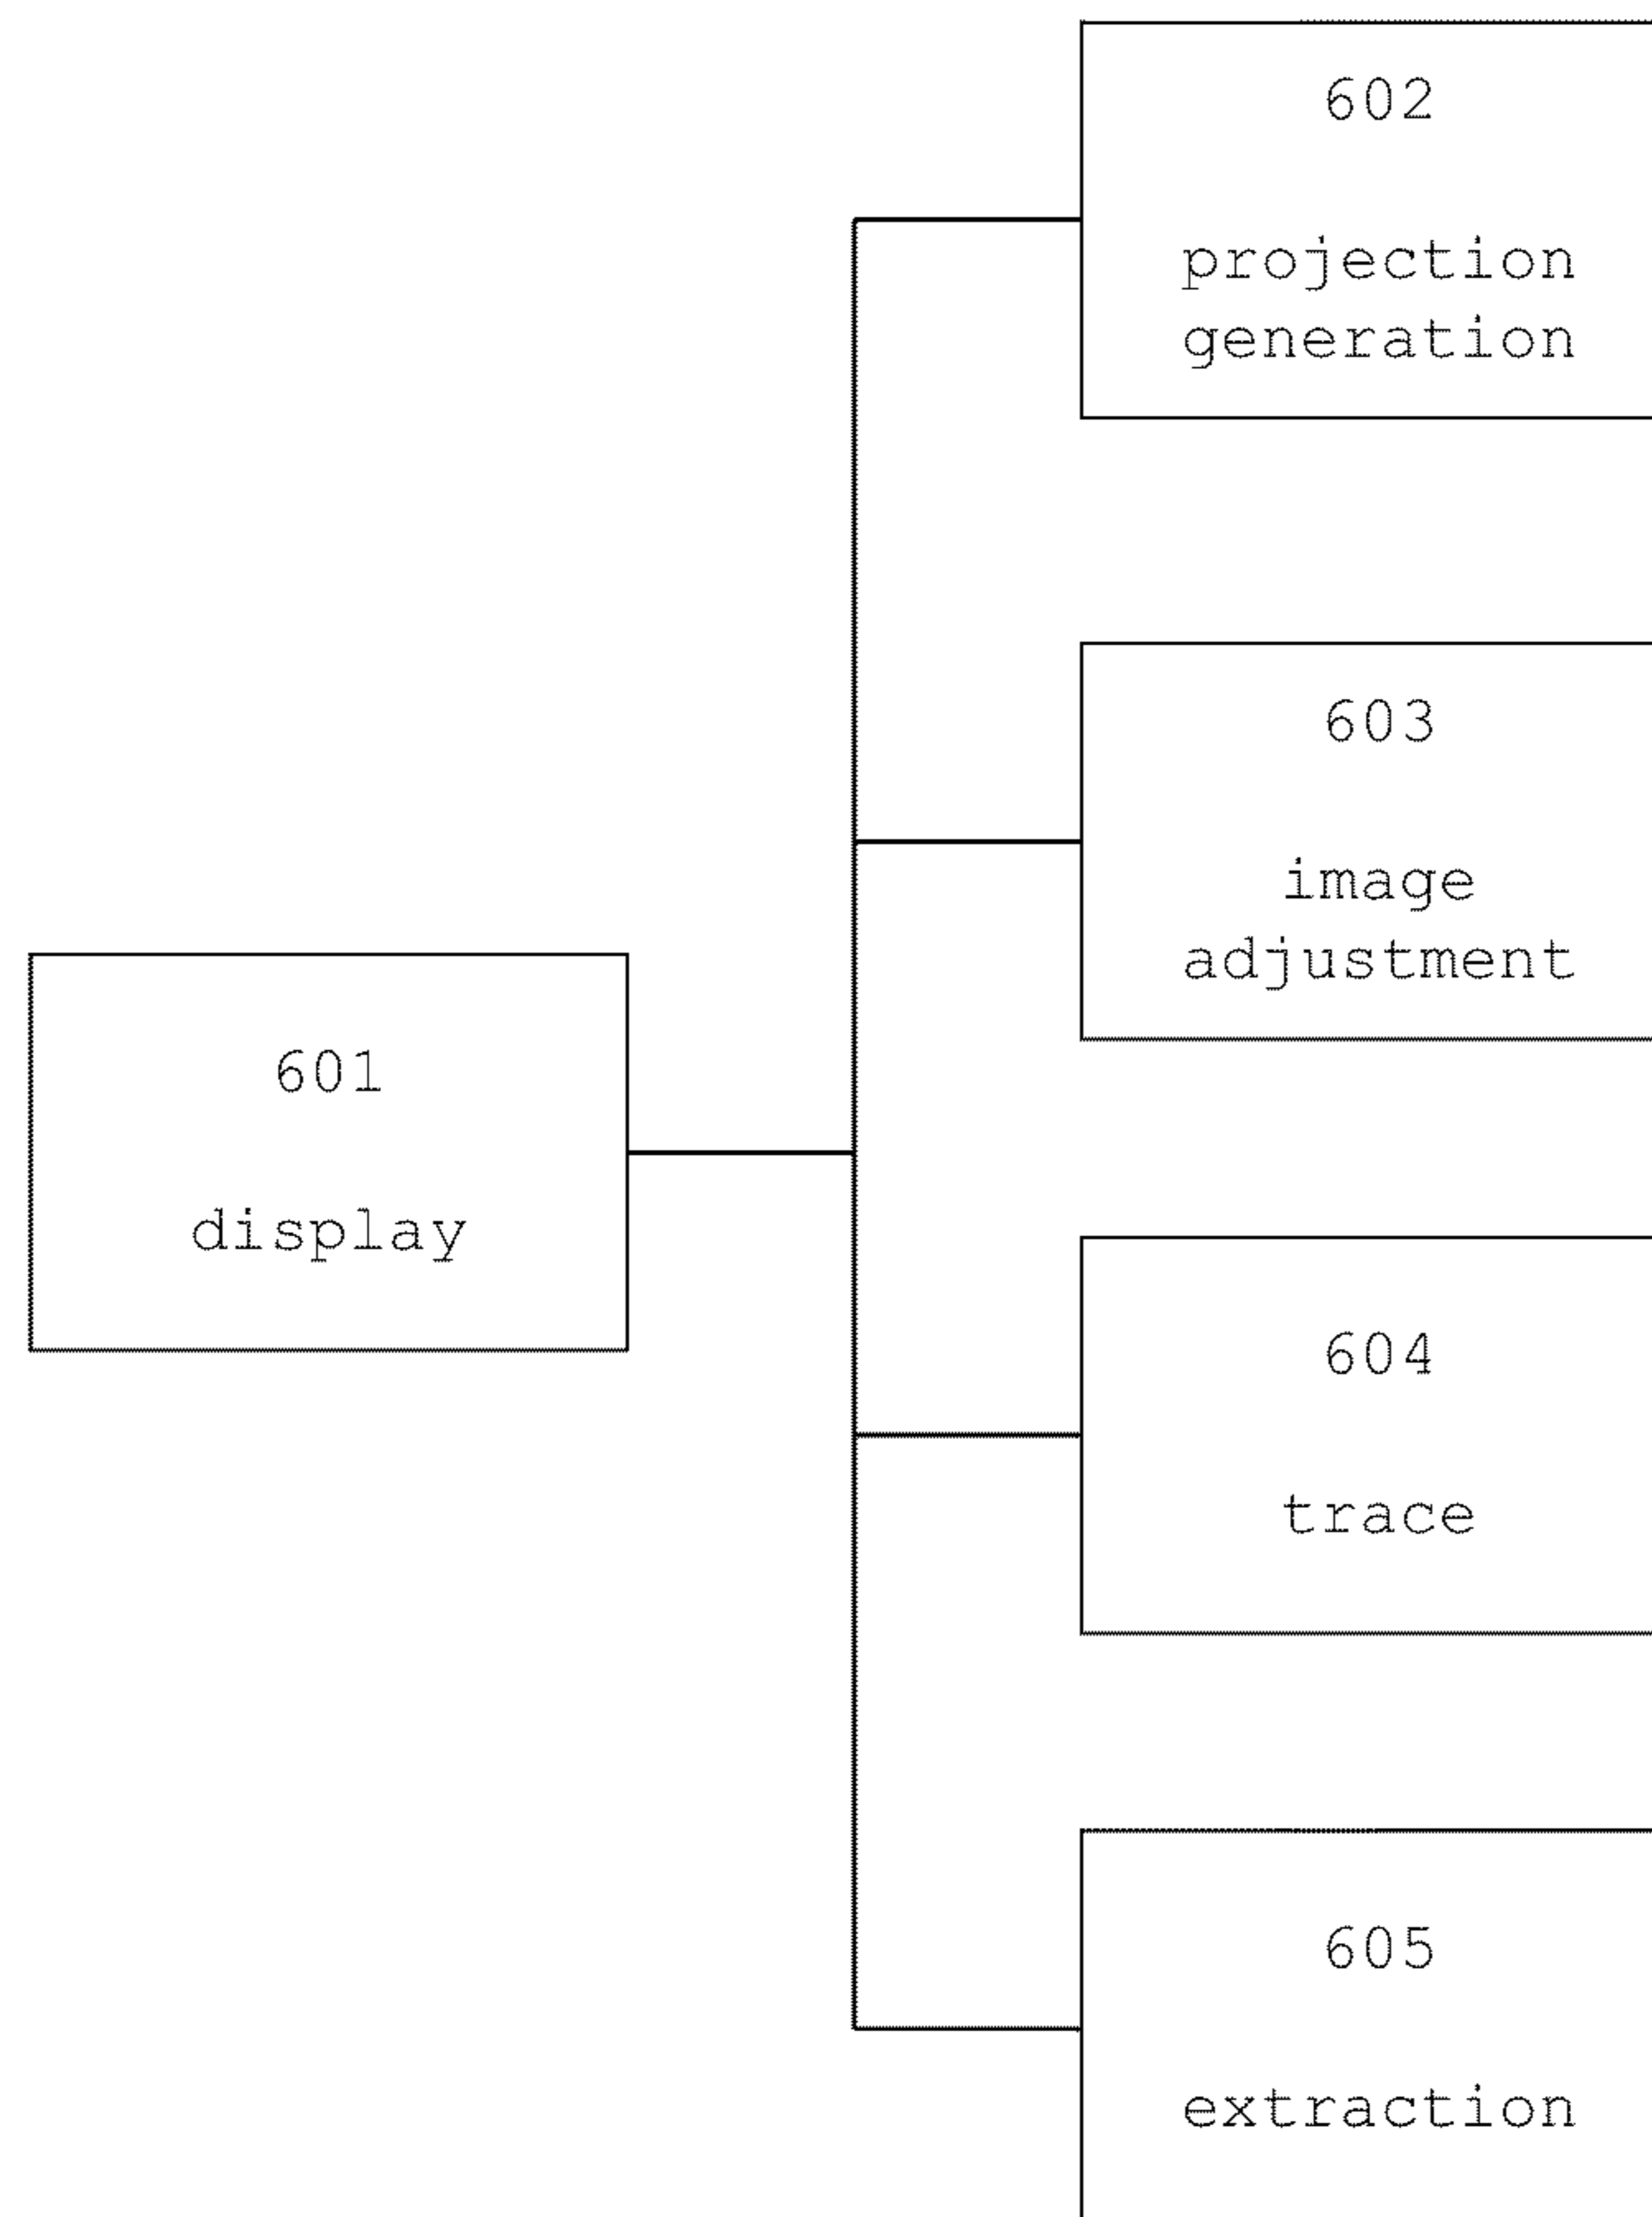 602
projection
generation
603
image
adjustment
601
display
604
trace
605
extraction